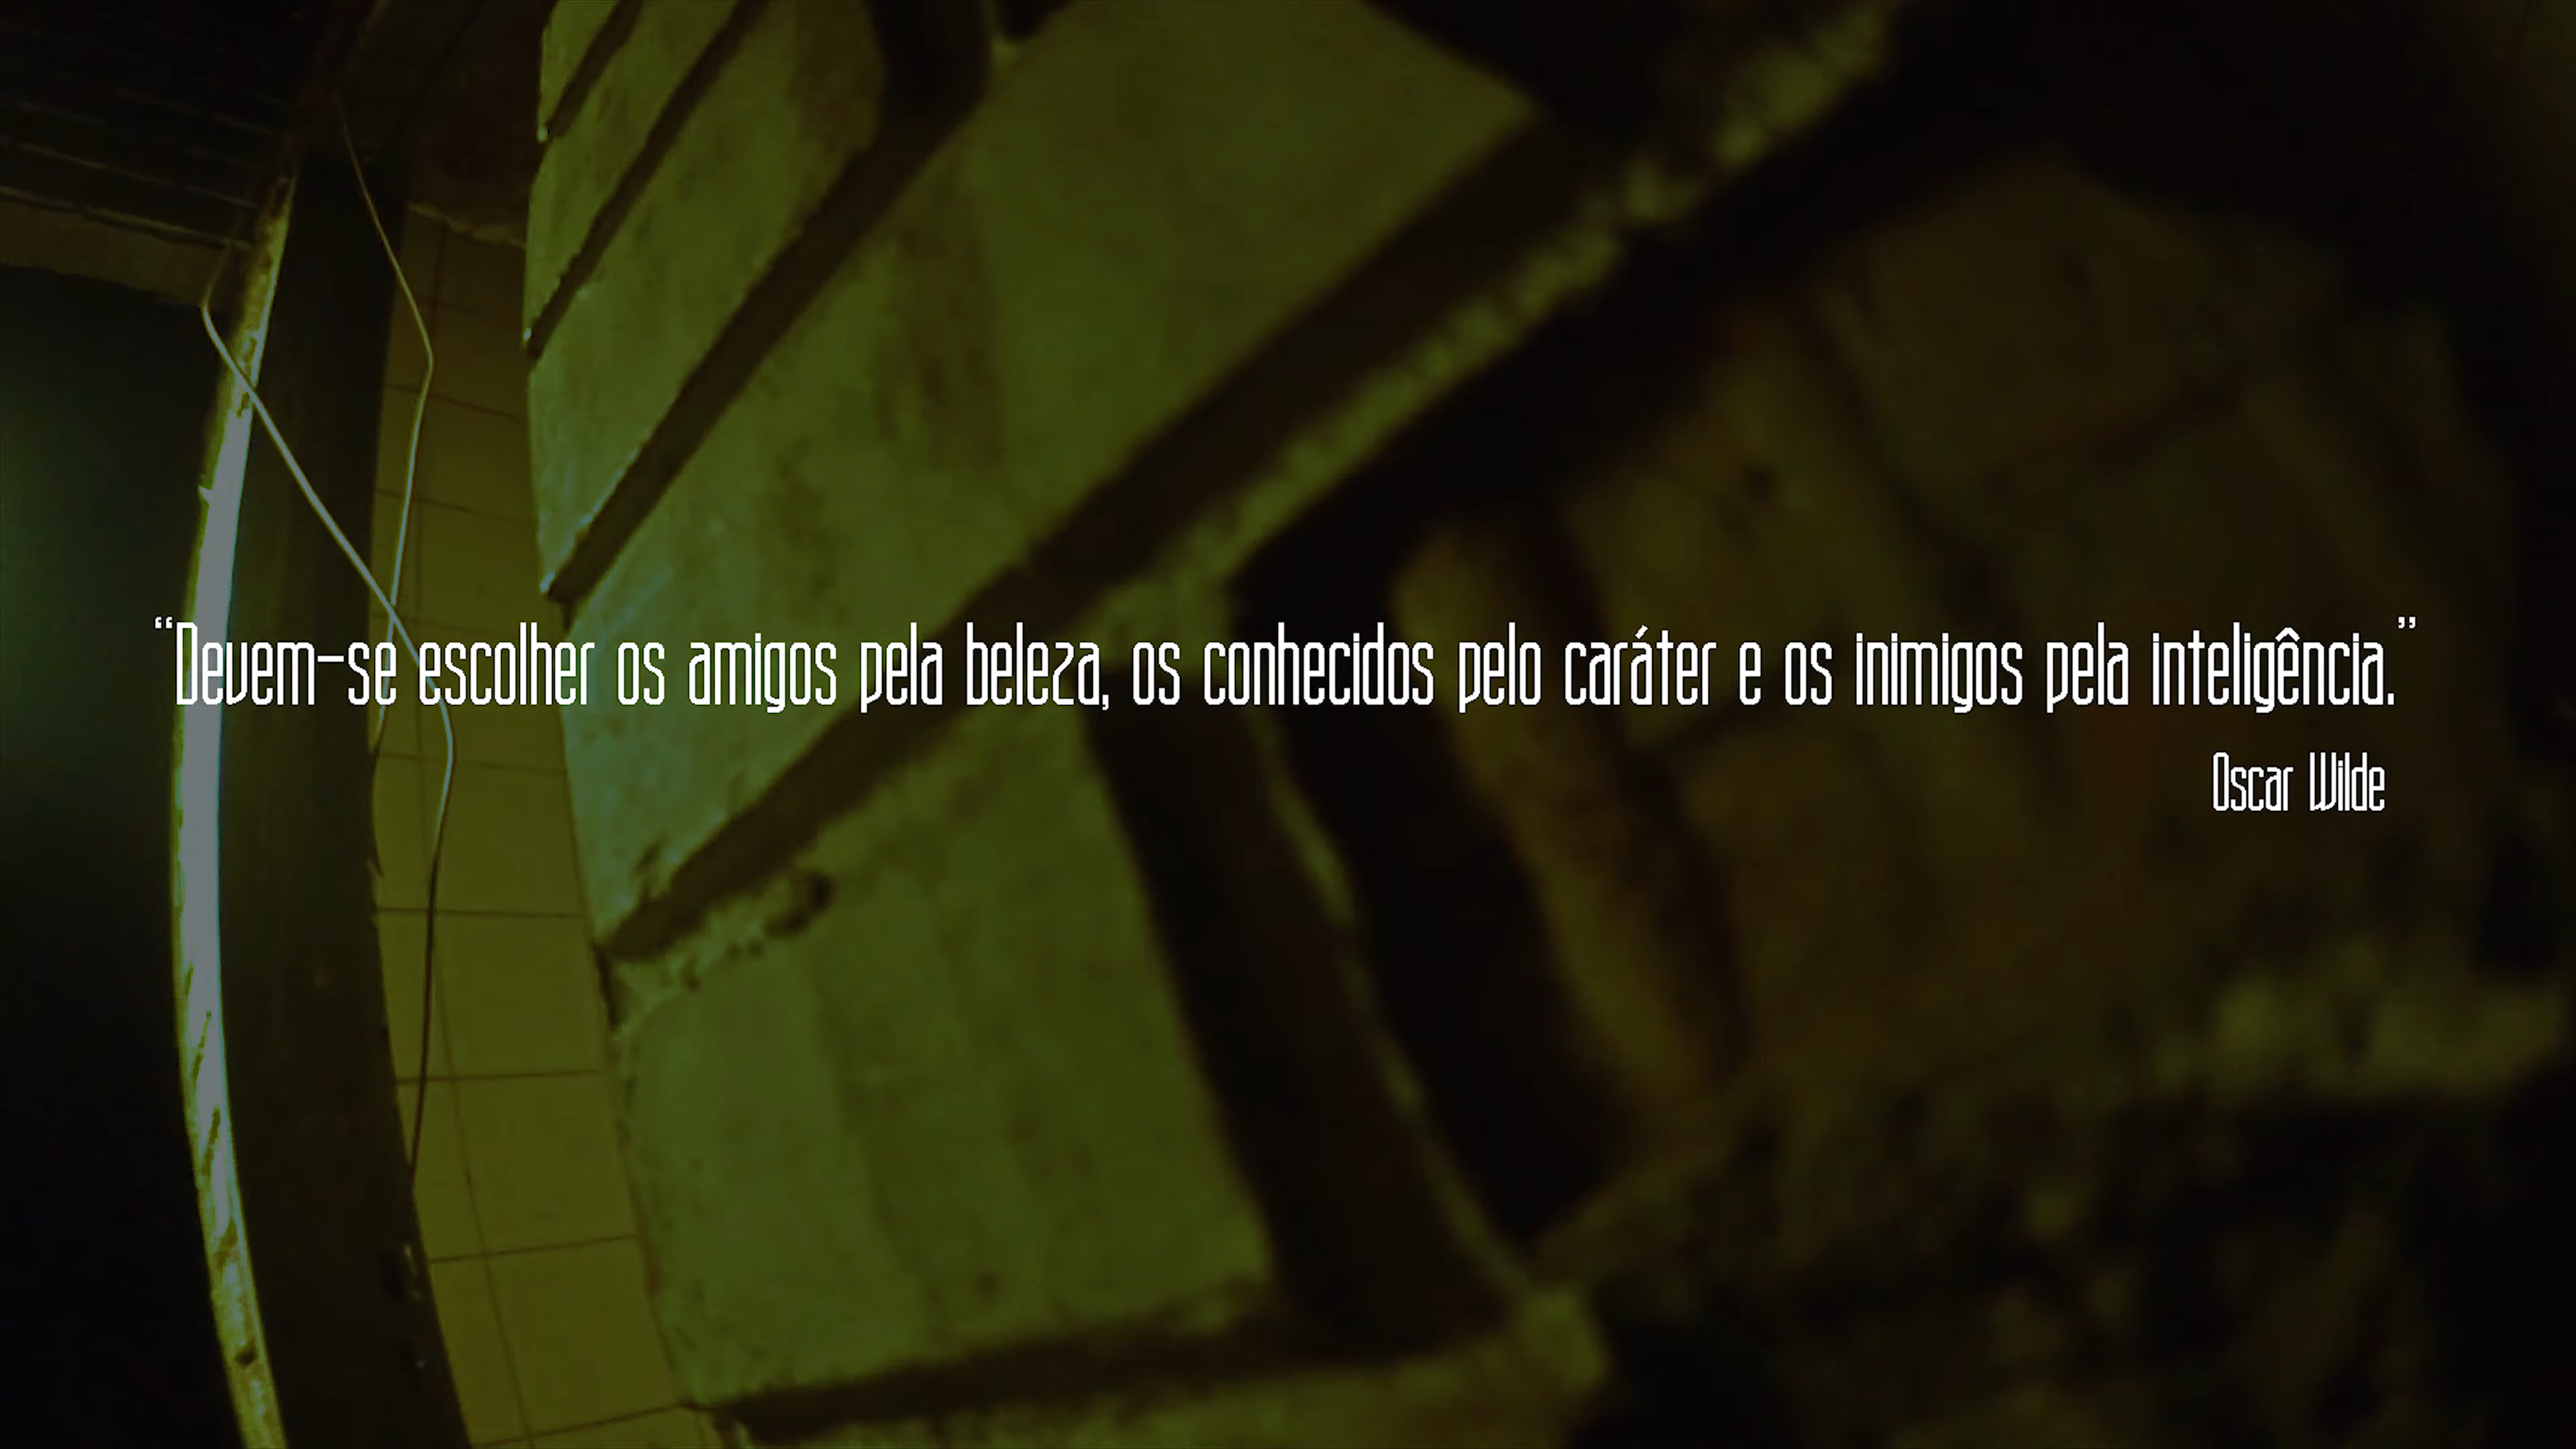 “Devem-se escolher os amigos pela beleza, os conhecidos pelo caráter e os inimigos pela inteligência.”
Oscar Wilde